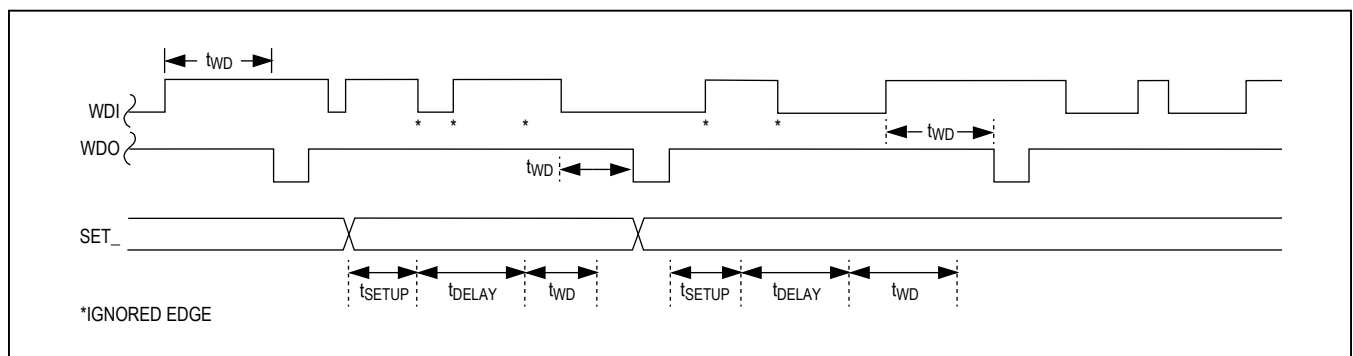 tWD
WDI
* * * * *
WDO
tWD
tWD
SET_
tSETUP tDELAY tWD tSETUP tDELAY tWD
*IGNORED EDGE